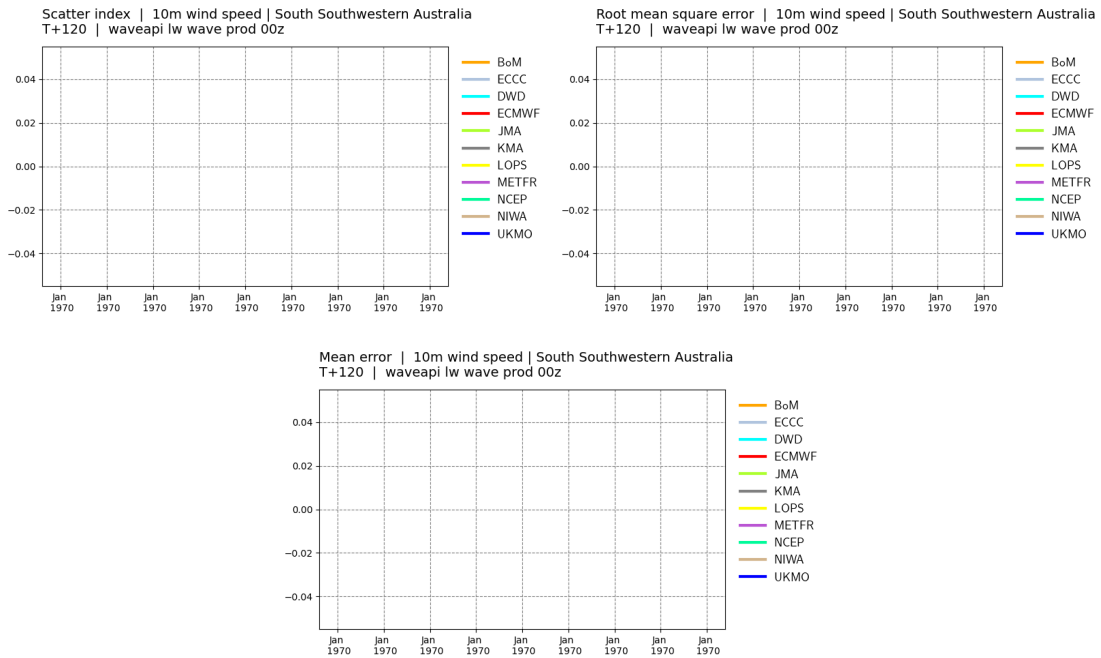 Scatter index | 10m wind speed | South Southwestern Australia
T+120 | waveapi lw wave prod 00z
0.04
0.02
0.00
−0.02
−0.04
Jan 1970
Jan 1970
Jan 1970
Jan 1970
Jan 1970
Jan 1970
Jan 1970
Jan 1970
Jan 1970
BoM
ECCC
DWD
ECMWF
JMA
KMA
LOPS
METFR
NCEP
NIWA
UKMO
Root mean square error | 10m wind speed | South Southwestern Australia
T+120 | waveapi lw wave prod 00z
0.04
0.02
0.00
−0.02
−0.04
Jan 1970
Jan 1970
Jan 1970
Jan 1970
Jan 1970
Jan 1970
Jan 1970
Jan 1970
Jan 1970
BoM
ECCC
DWD
ECMWF
JMA
KMA
LOPS
METFR
NCEP
NIWA
UKMO
Mean error | 10m wind speed | South Southwestern Australia
T+120 | waveapi lw wave prod 00z
0.04
0.02
0.00
−0.02
−0.04
Jan 1970
Jan 1970
Jan 1970
Jan 1970
Jan 1970
Jan 1970
Jan 1970
Jan 1970
Jan 1970
BoM
ECCC
DWD
ECMWF
JMA
KMA
LOPS
METFR
NCEP
NIWA
UKMO